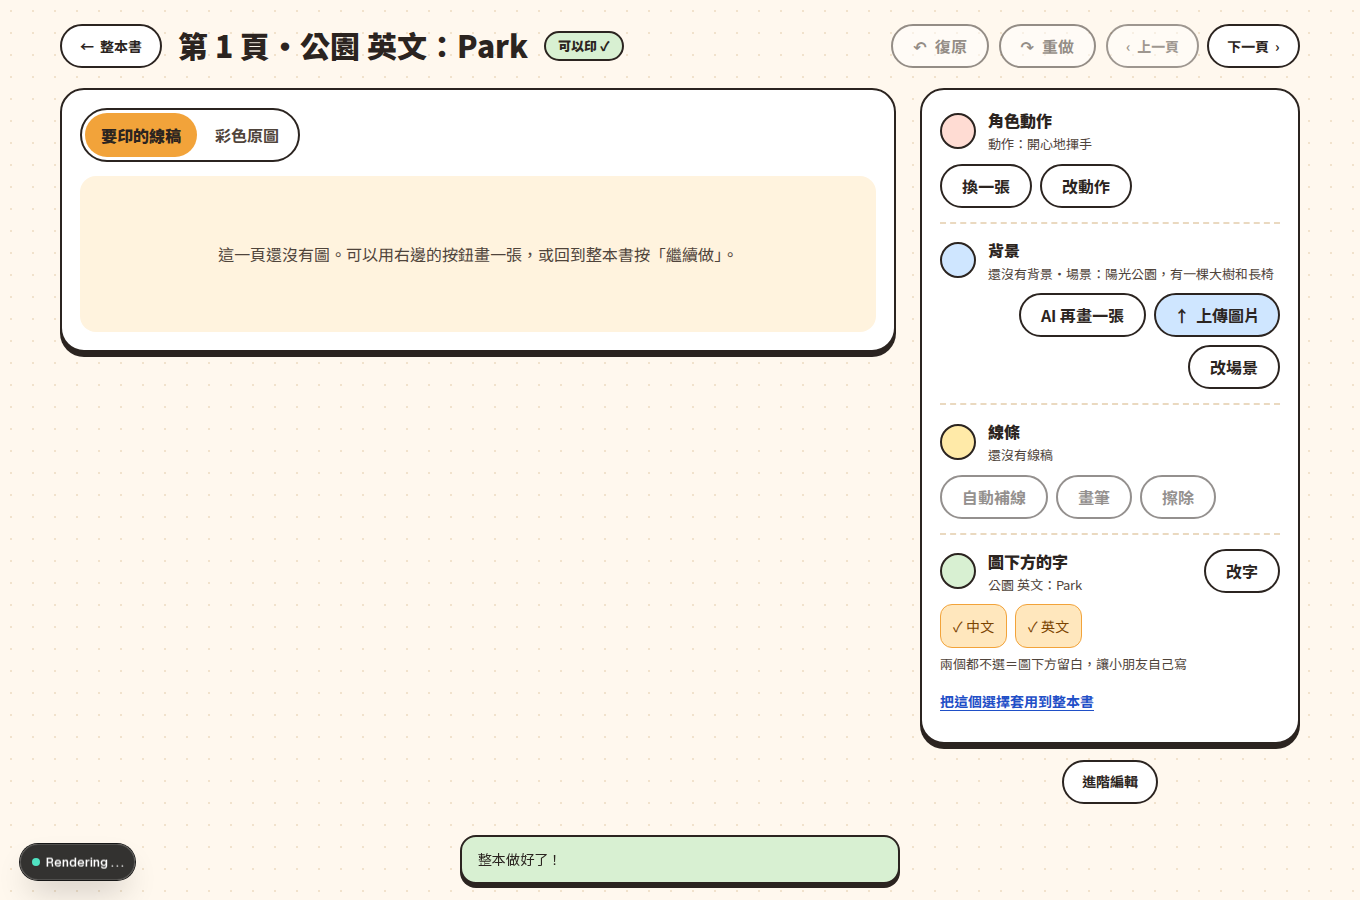 ← 整本書
第 1 頁・公園 英文：Park
可以印 ✓
↶ 復原
↷ 重做
‹ 上一頁
下一頁 ›
要印的線稿
彩色原圖
這一頁還沒有圖。可以用右邊的按鈕畫一張，或回到整本書按「繼續做」。
角色動作
動作：開心地揮手
換一張
改動作
背景
還沒有背景・場景：陽光公園，有一棵大樹和長椅
AI 再畫一張
↑ 上傳圖片
改場景
線條
還沒有線稿
自動補線
畫筆
擦除
圖下方的字
公園 英文：Park
改字
✓ 中文
✓ 英文
兩個都不選＝圖下方留白，讓小朋友自己寫
把這個選擇套用到整本書
進階編輯
Rendering ...
整本做好了！